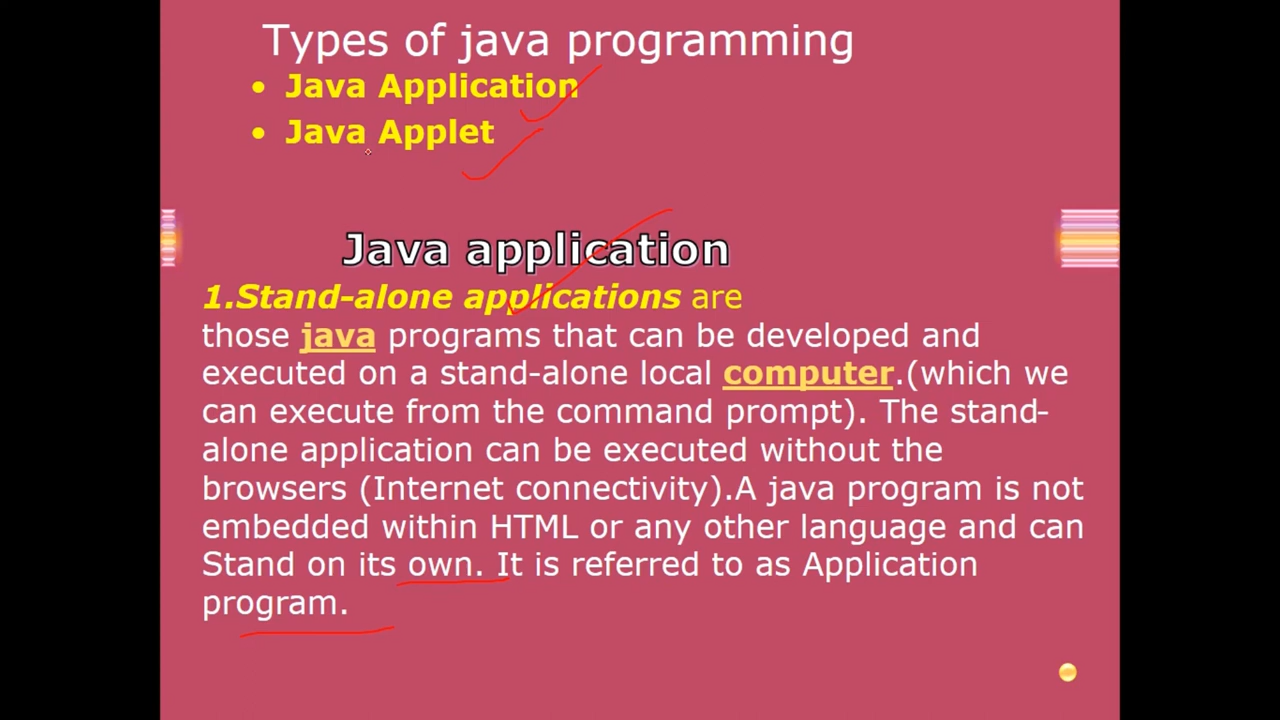 Types of java programming
• Java Application
• Java Applet
Java application
1.Stand-alone applications are
those java programs that can be developed and
executed on a stand-alone local computer.(which we
can execute from the command prompt). The stand-
alone application can be executed without the
browsers (Internet connectivity).A java program is not
embedded within HTML or any other language and can
Stand on its own. It is referred to as Application
program.